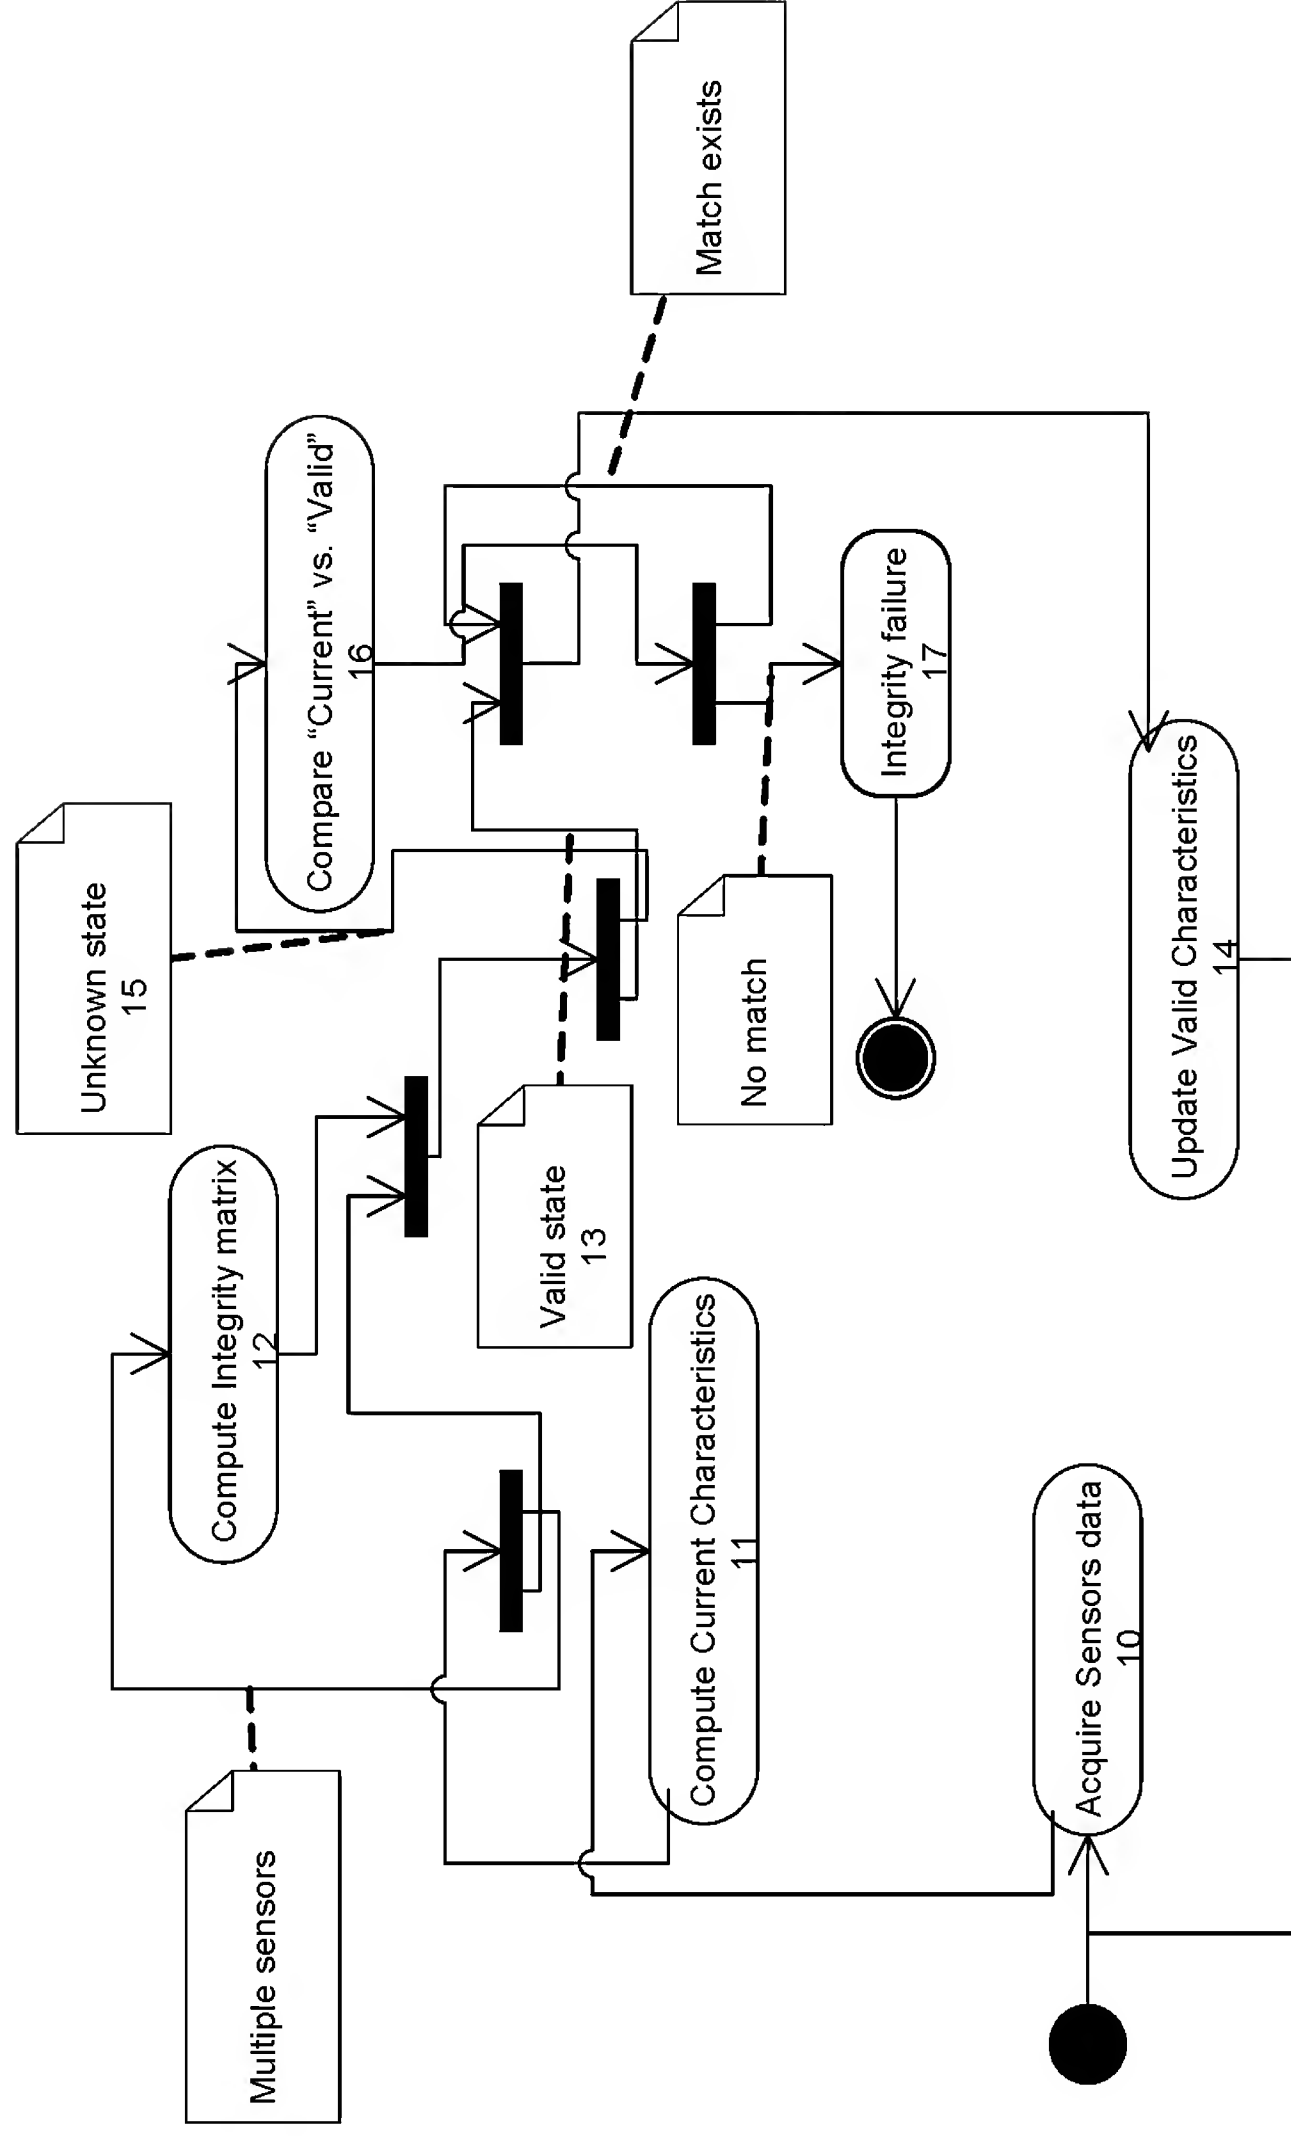 Multiple sensors
Compute Integrity matrix
12
Unknown state
15
Compare “Current” vs. “Valid”
16
Match exists
Valid state
13
No match
Compute Current Characteristics
11
Integrity failure
17
Acquire Sensors data
10
Update Valid Characteristics
14